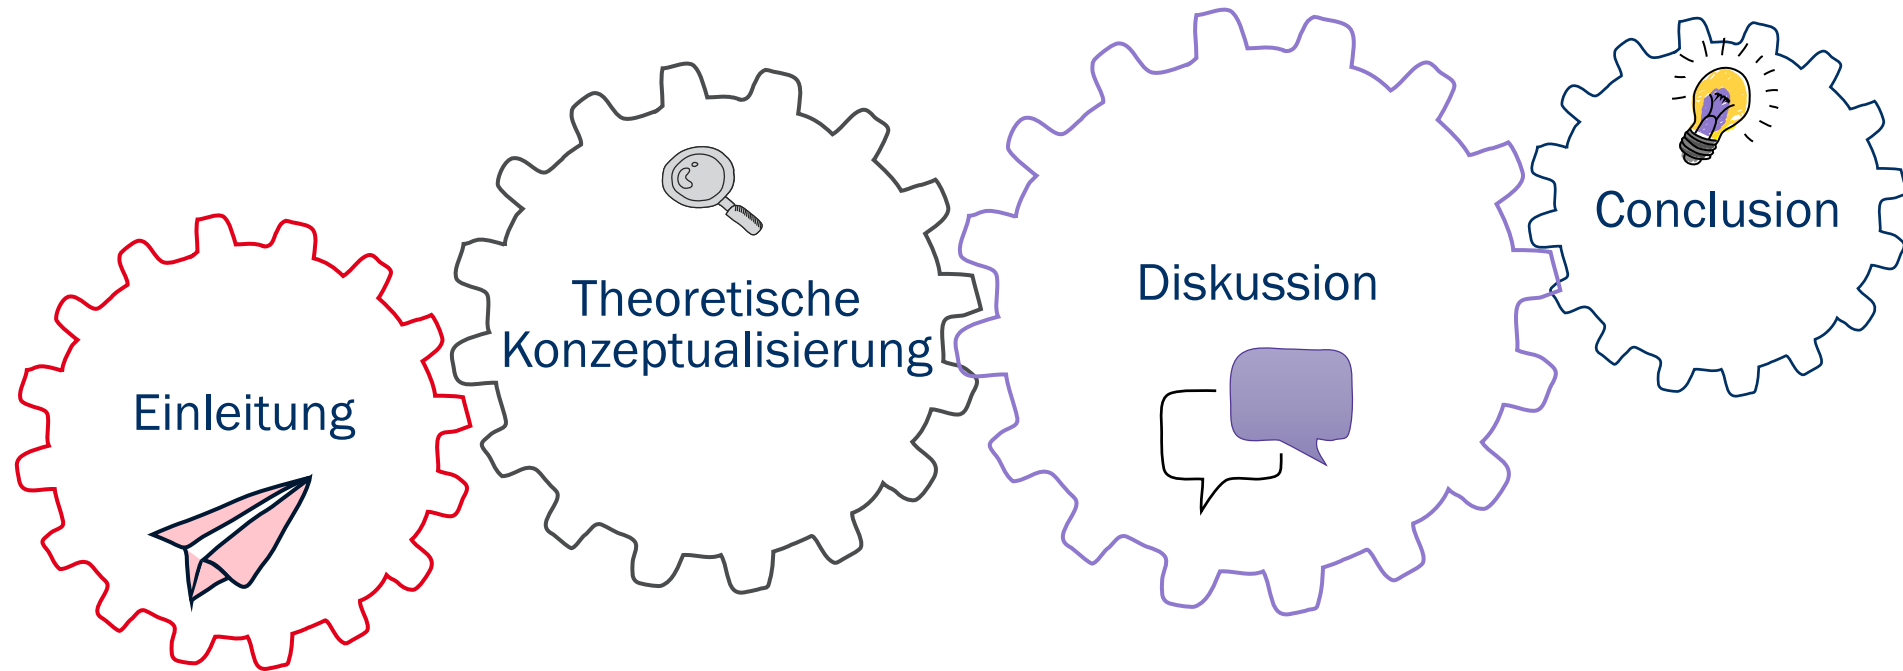 Einleitung
Theoretische
Konzeptualisierung
Diskussion
Conclusion